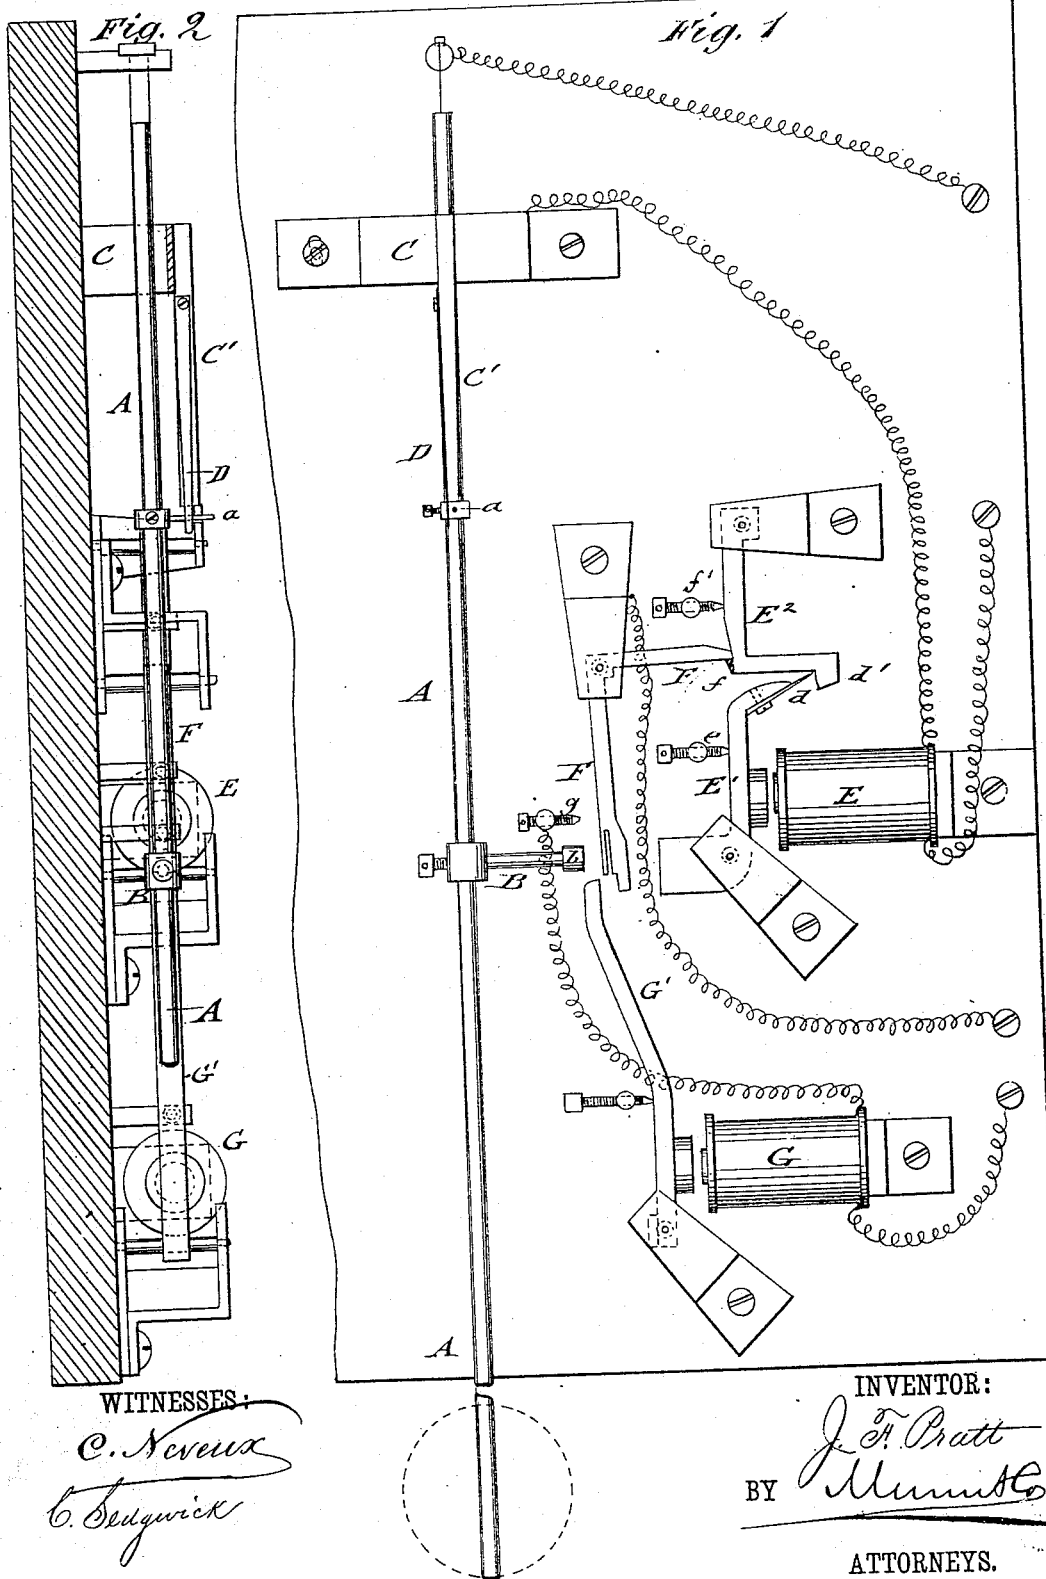 Fig. 2
Fig. 1
C
C
C'
C'
A
D
D
a
a
f'
E²
A
F
f
d'
d
e
F
F
E'
E
E
g
B
b
B
G'
A
G'
G
G
A
WITNESSES:
C. Neveux
C. Sedgwick
INVENTOR:
J. F. Pratt
BY Munn & Co
ATTORNEYS.